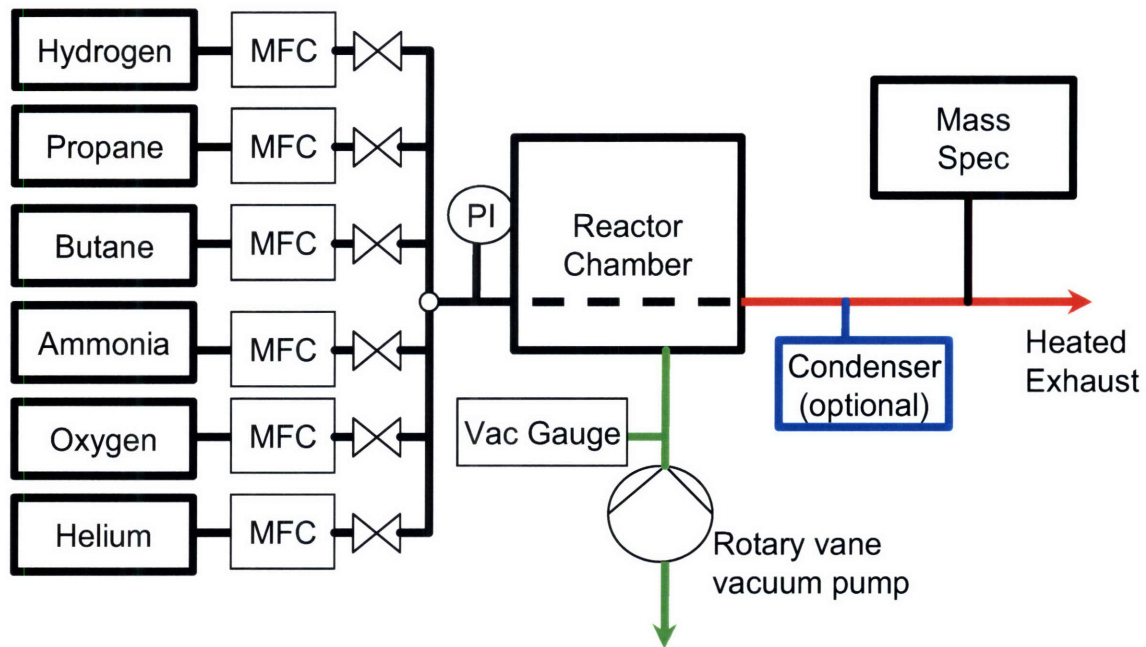 Hydrogen
MFC
Propane
MFC
Butane
MFC
Ammonia
MFC
Oxygen
MFC
Helium
MFC
PI
Reactor
Chamber
Mass
Spec
Condenser
(optional)
Heated
Exhaust
Vac Gauge
Rotary vane
vacuum pump